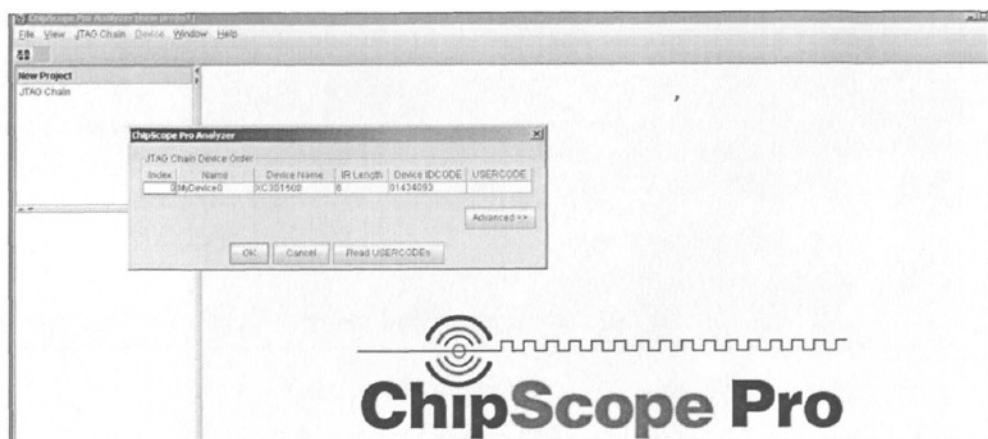 ChipScope Pro Analyzer [new project]
File View JTAG Chain Device Window Help
New Project
JTAG Chain
ChipScope Pro Analyzer
JTAG Chain Device Order
Index Name Device Name IR Length Device IDCODE USERCODE
0 MyDevice0 XC3S1500 6 01434093
Advanced >>
OK Cancel Read USERCODEs
ChipScope Pro